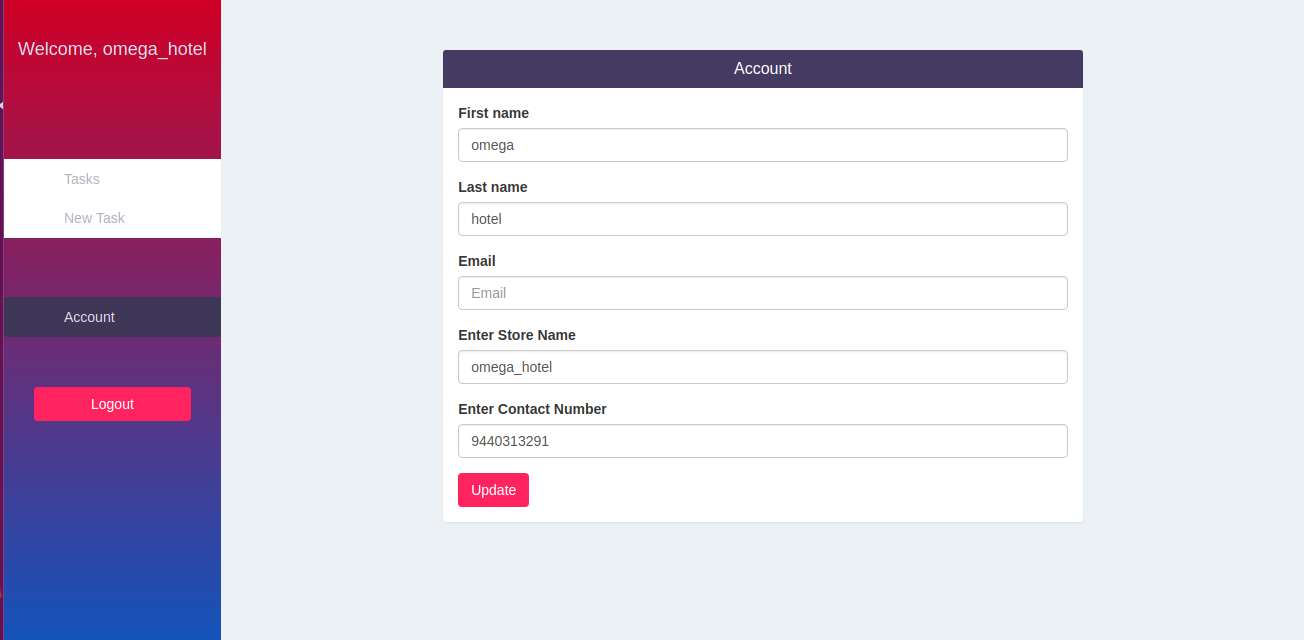 Welcome, omega_hotel
Tasks
New Task
Account
Logout
Account
First name
omega
Last name
hotel
Email
Email
Enter Store Name
omega_hotel
Enter Contact Number
9440313291
Update